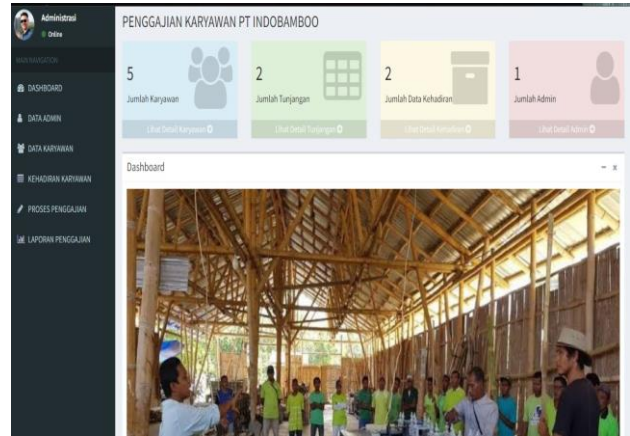 Administrasi
Online
MAIN NAVIGATION
DASHBOARD
DATA ADMIN
DATA KARYAWAN
KEHADIRAN KARYAWAN
PROSES PENGGAJIAN
LAPORAN PENGGAJIAN
PENGGAJIAN KARYAWAN PT INDOBAMBOO
5
Jumlah Karyawan
Lihat Detail Karyawan
2
Jumlah Tunjangan
Lihat Detail Tunjangan
2
Jumlah Data Kehadiran
Lihat Detail Kehadiran
1
Jumlah Admin
Lihat Detail Admin
Dashboard